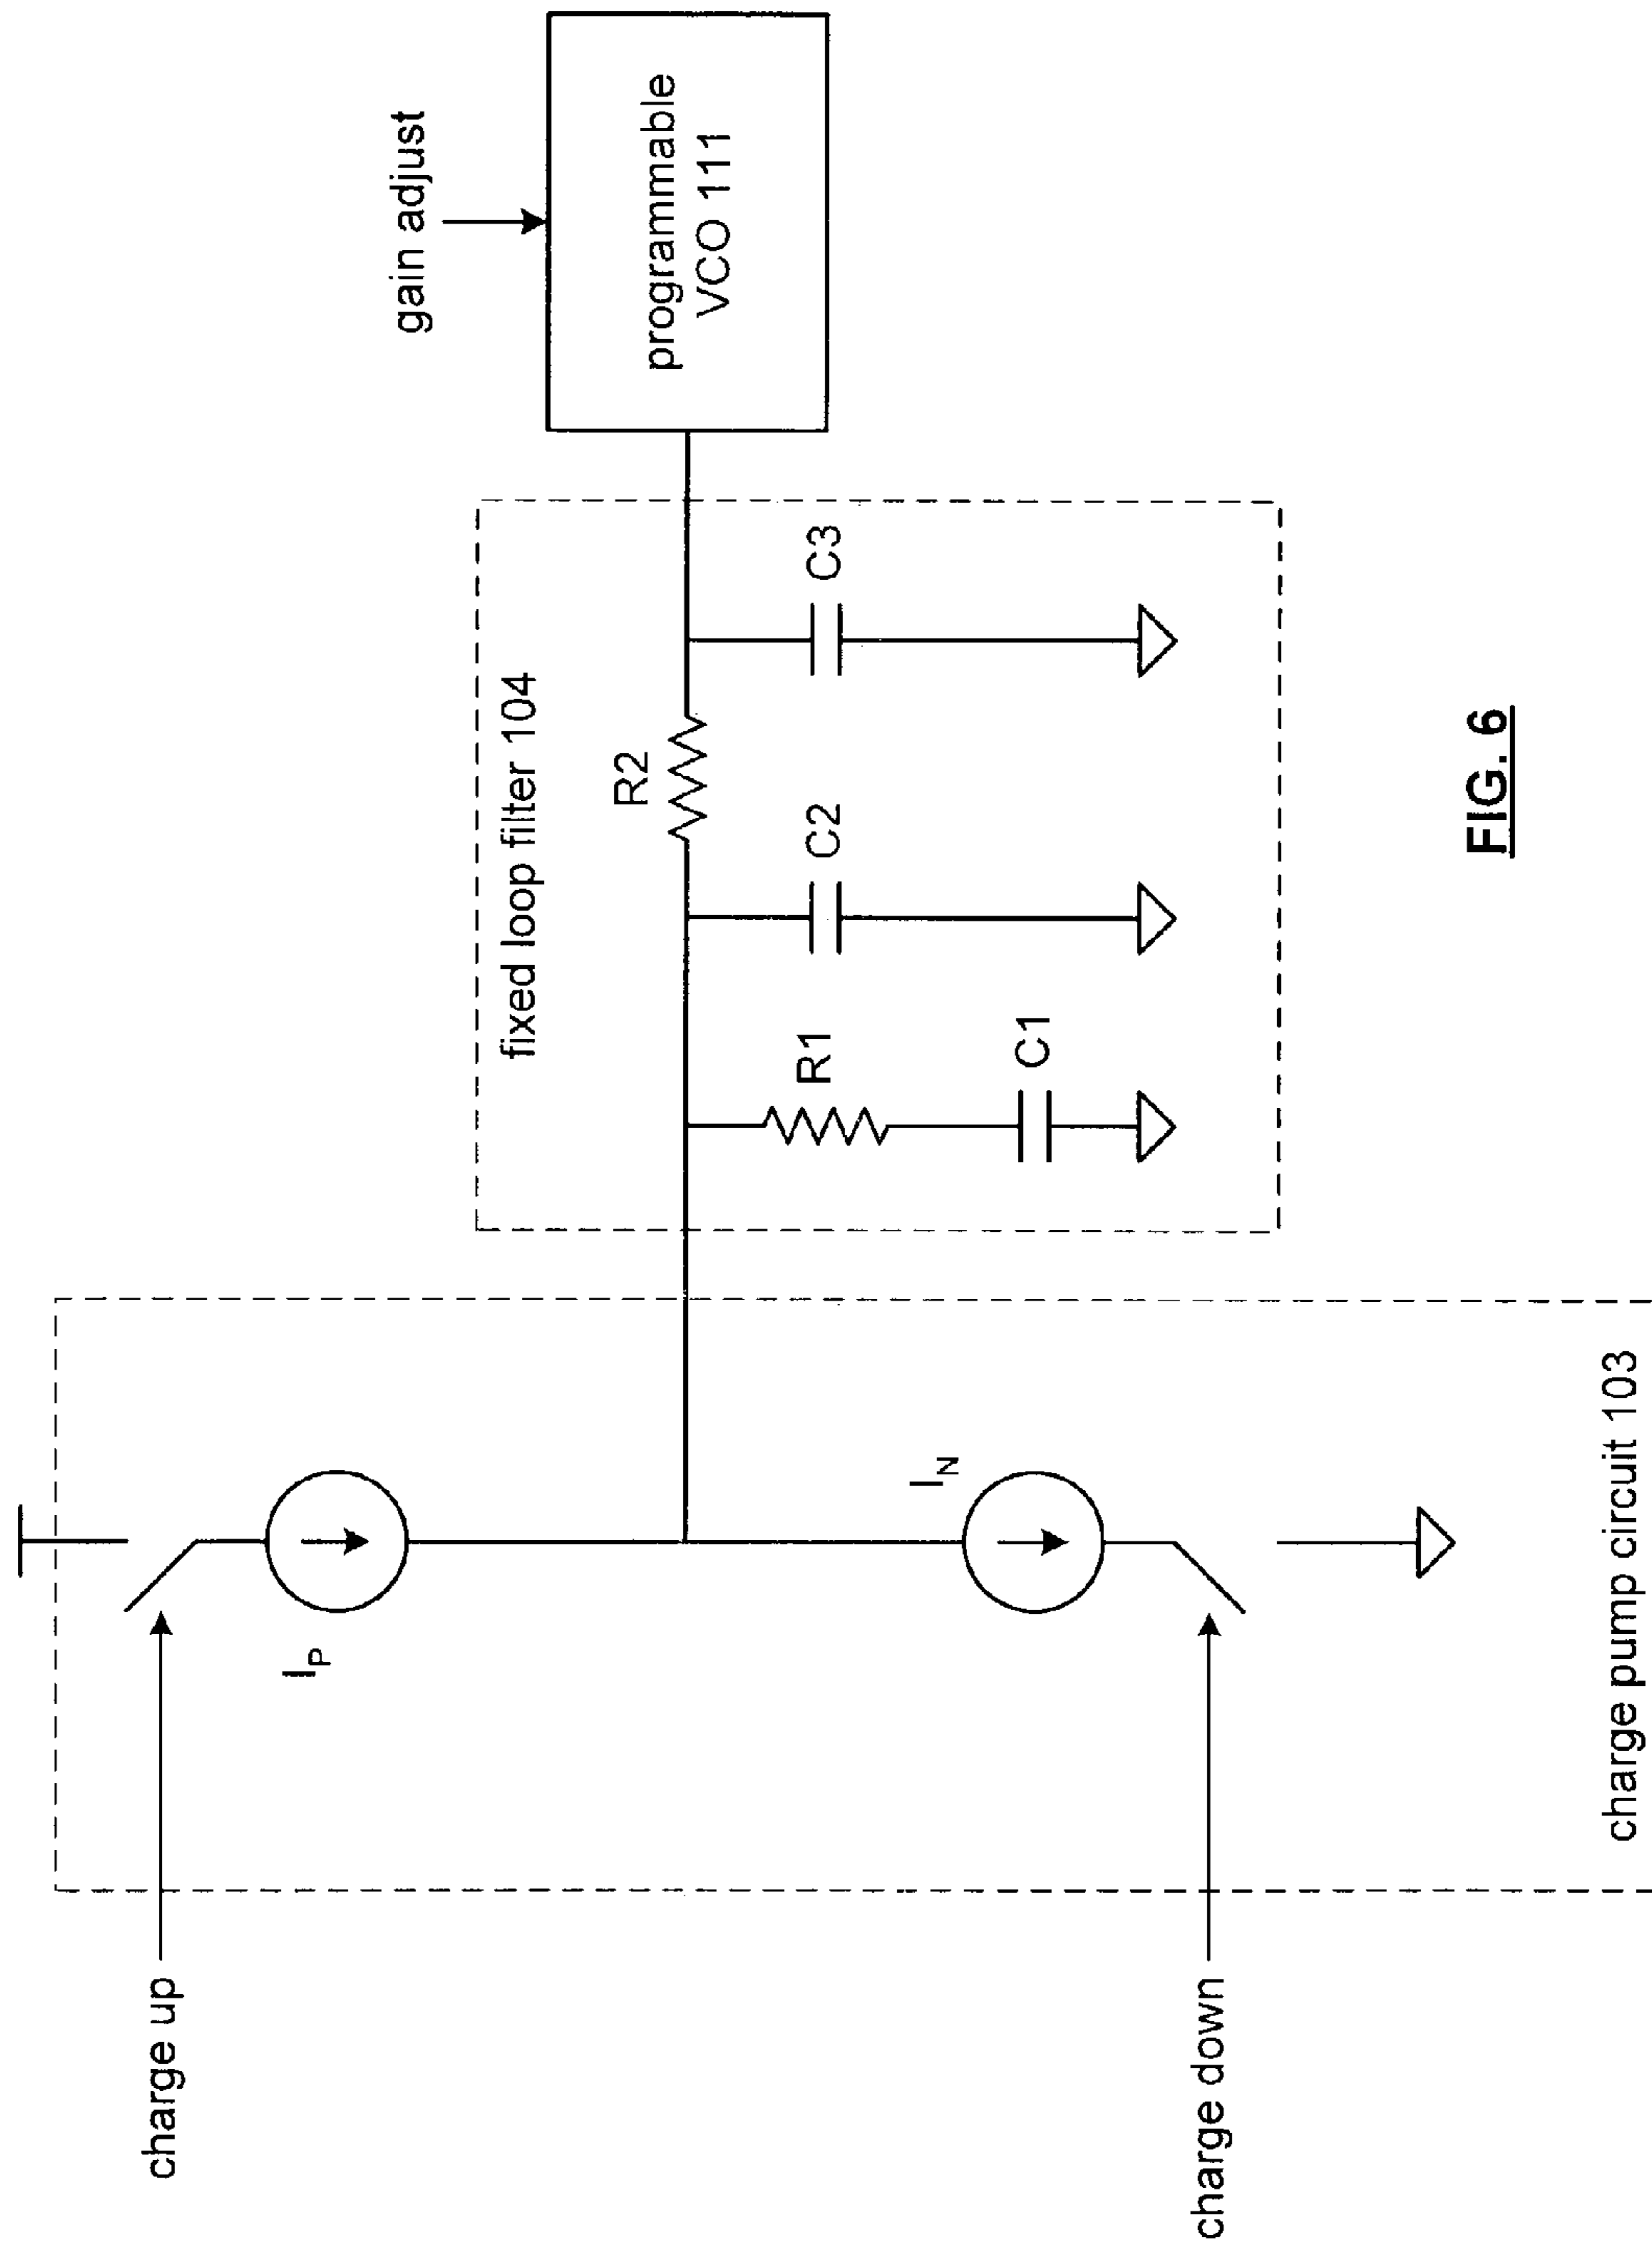 charge up
I_P
I_N
charge down
charge pump circuit 103
fixed loop filter 104
R1
C1
C2
R2
C3
gain adjust
programmable
VCO 111
FIG. 6